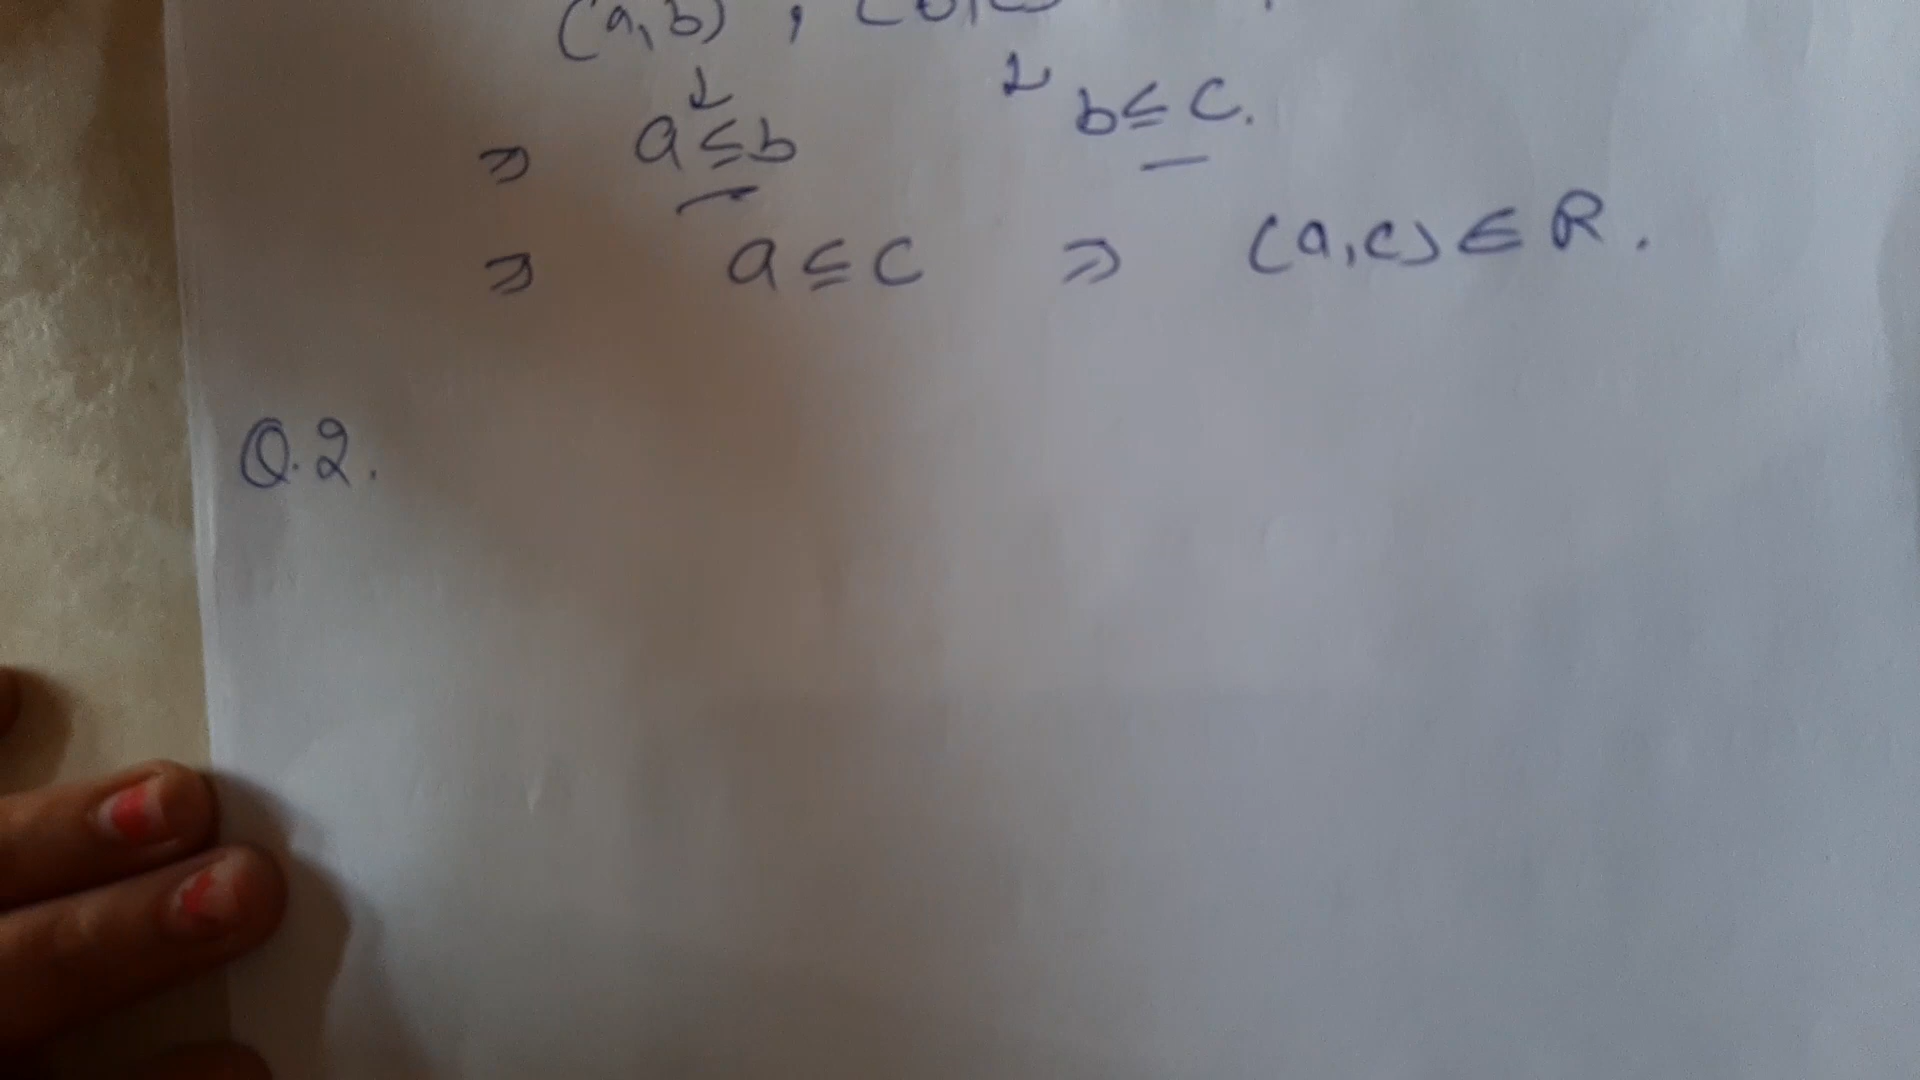 (a,b) ,
⇒ a ≤ b b ≤ c.
⇒ a ≤ c ⇒ (a,c) ∈ R.
Q.2.